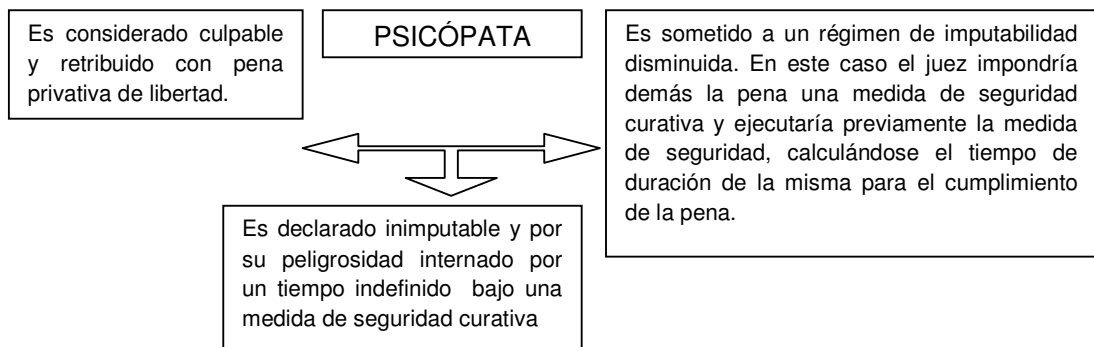 Es considerado culpable
y retribuido con pena
privativa de libertad.
PSICÓPATA
Es sometido a un régimen de imputabilidad
disminuida. En este caso el juez impondría
demás la pena una medida de seguridad
curativa y ejecutaría previamente la medida
de seguridad, calculándose el tiempo de
duración de la misma para el cumplimiento
de la pena.
Es declarado inimputable y por
su peligrosidad internado por
un tiempo indefinido bajo una
medida de seguridad curativa